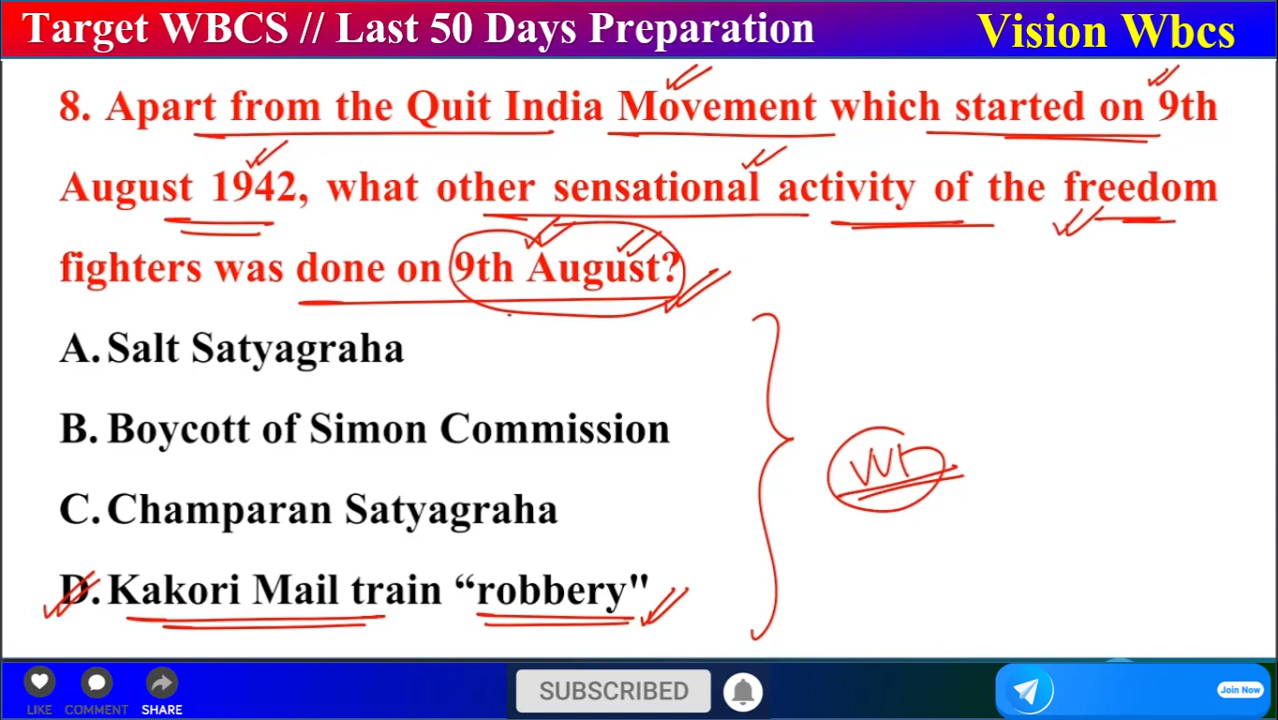 Target WBCS // Last 50 Days Preparation
Vision Wbcs
8. Apart from the Quit India Movement which started on 9th
August 1942, what other sensational activity of the freedom
fighters was done on 9th August?
A. Salt Satyagraha
B. Boycott of Simon Commission
C. Champaran Satyagraha
D. Kakori Mail train “robbery"
LIKE COMMENT SHARE
SUBSCRIBED
Join Now